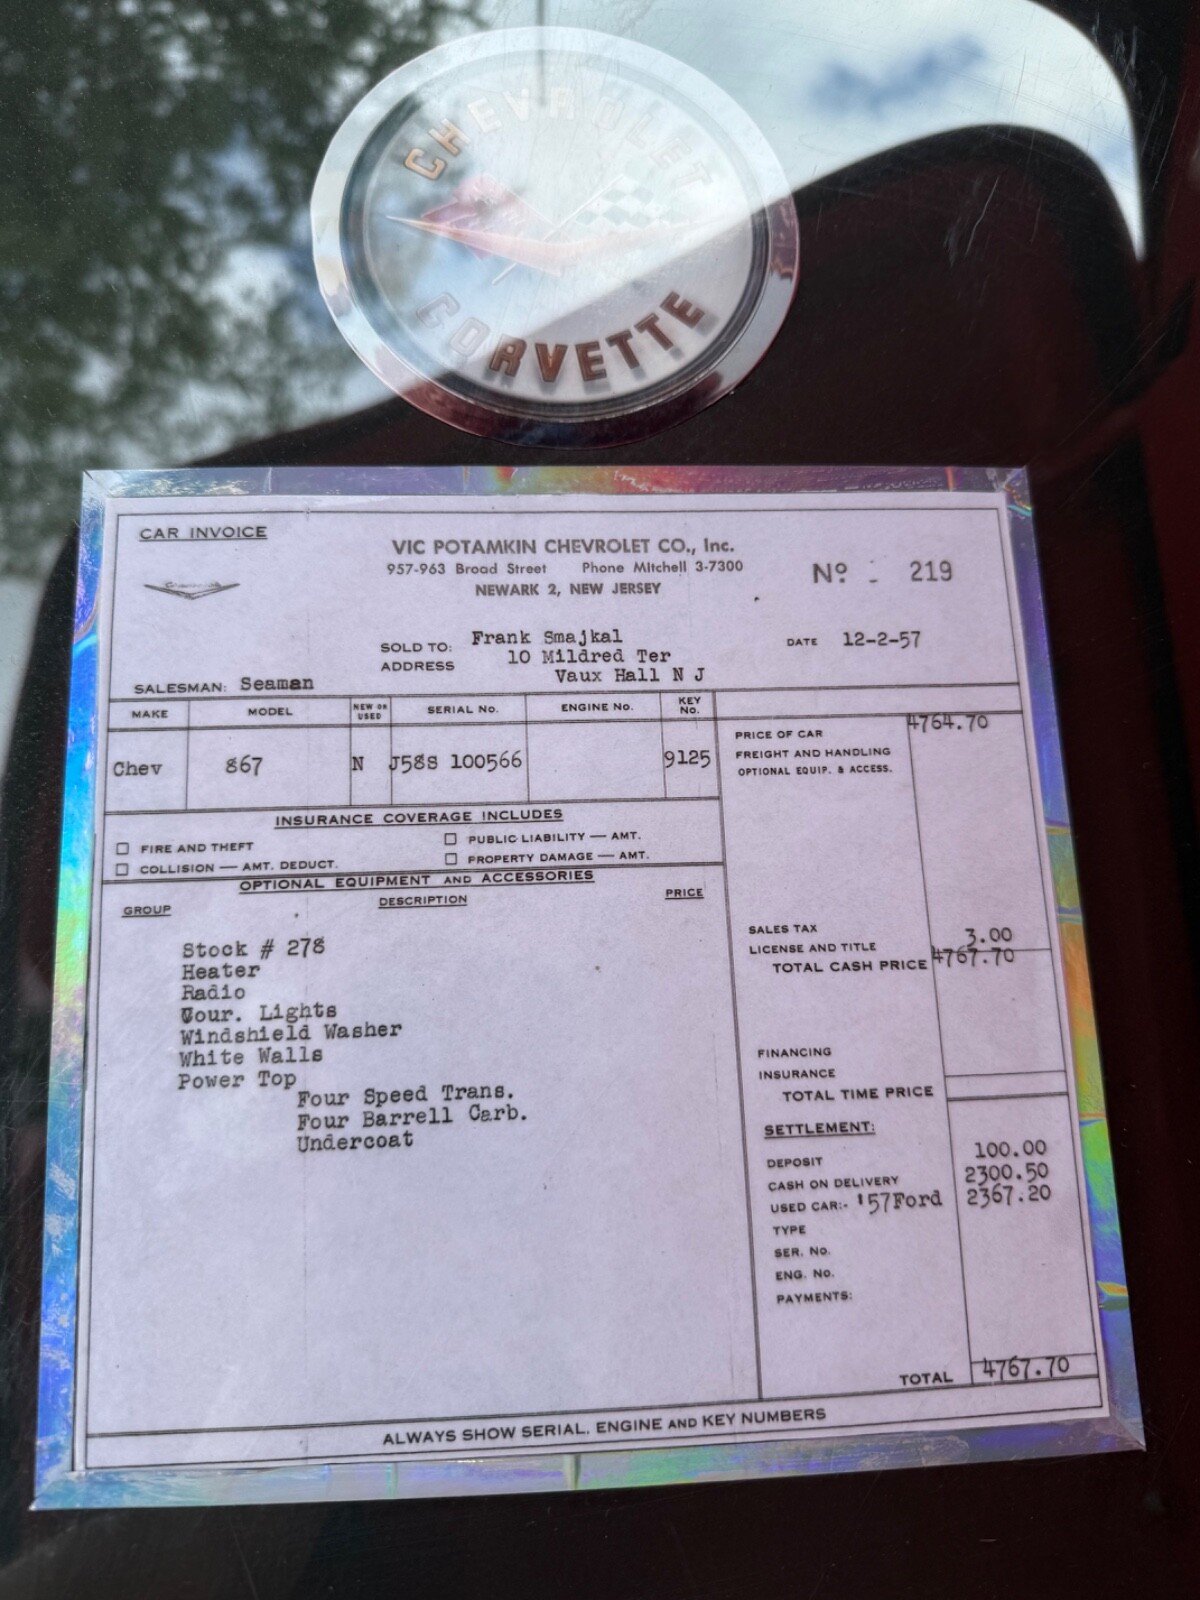 CHEVROLET
CORVETTE
CAR INVOICE
VIC POTAMKIN CHEVROLET CO., Inc.
957-963 Broad Street Phone MItchell 3-7300
NEWARK 2, NEW JERSEY
Nº 219
SOLD TO: Frank Smajkal
ADDRESS 10 Mildred Ter
Vaux Hall N J
DATE 12-2-57
SALESMAN: Seaman
MAKE MODEL NEW OR USED SERIAL NO. ENGINE NO. KEY NO.
Chev 867 N J58S 100566 9125
PRICE OF CAR 4764.70
FREIGHT AND HANDLING
OPTIONAL EQUIP. & ACCESS.
INSURANCE COVERAGE INCLUDES
FIRE AND THEFT PUBLIC LIABILITY — AMT.
COLLISION — AMT. DEDUCT. PROPERTY DAMAGE — AMT.
OPTIONAL EQUIPMENT AND ACCESSORIES
GROUP DESCRIPTION PRICE
Stock # 278
Heater
Radio
Cour. Lights
Windshield Washer
White Walls
Power Top
Four Speed Trans.
Four Barrell Carb.
Undercoat
SALES TAX
LICENSE AND TITLE 3.00
TOTAL CASH PRICE 4767.70
FINANCING
INSURANCE
TOTAL TIME PRICE
SETTLEMENT:
DEPOSIT 100.00
CASH ON DELIVERY 2300.50
USED CAR:- '57Ford 2367.20
TYPE
SER. NO.
ENG. NO.
PAYMENTS:
TOTAL 4767.70
ALWAYS SHOW SERIAL, ENGINE AND KEY NUMBERS